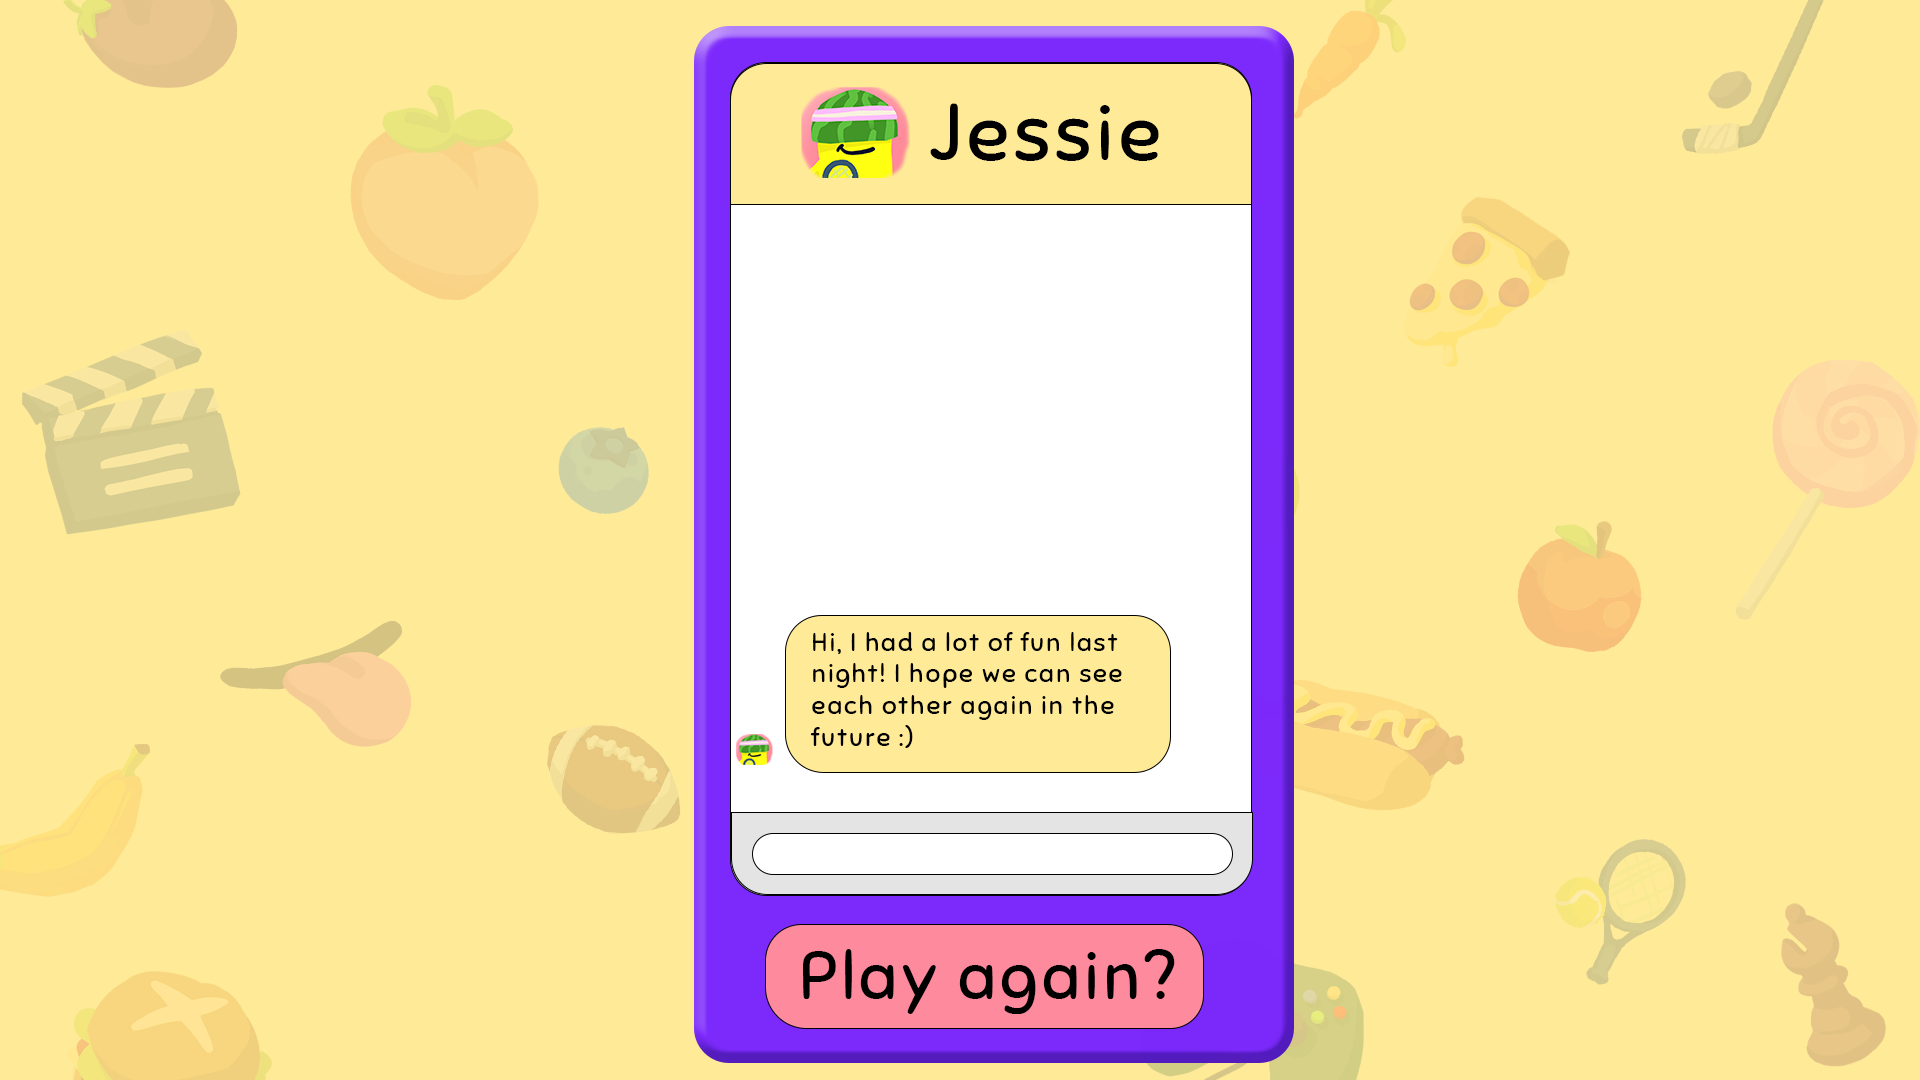 Jessie
Hi, I had a lot of fun last
night! I hope we can see
each other again in the
future :)
Play again?